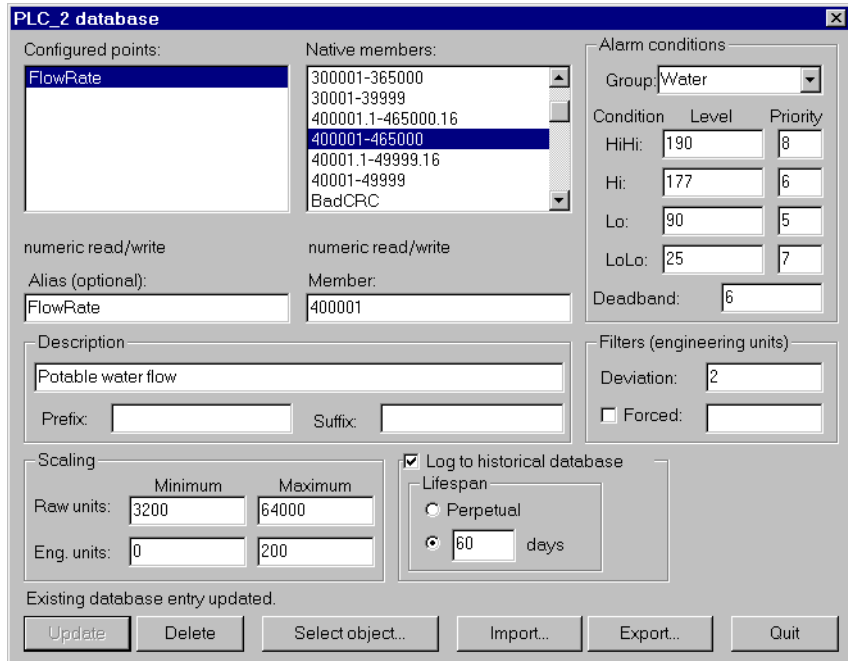 PLC_2 database
Configured points:
FlowRate
Native members:
300001-365000
30001-39999
400001.1-465000.16
400001-465000
40001.1-49999.16
40001-49999
BadCRC
Alarm conditions
Group: Water
Condition Level Priority
HiHi: 190 8
Hi: 177 6
Lo: 90 5
LoLo: 25 7
Deadband: 6
numeric read/write
numeric read/write
Alias (optional):
FlowRate
Member:
400001
Description
Potable water flow
Prefix:
Suffix:
Filters (engineering units)
Deviation: 2
Forced:
Scaling
Minimum Maximum
Raw units: 3200 64000
Eng. units: 0 200
Log to historical database
Lifespan
Perpetual
60 days
Existing database entry updated.
Update Delete Select object... Import... Export... Quit